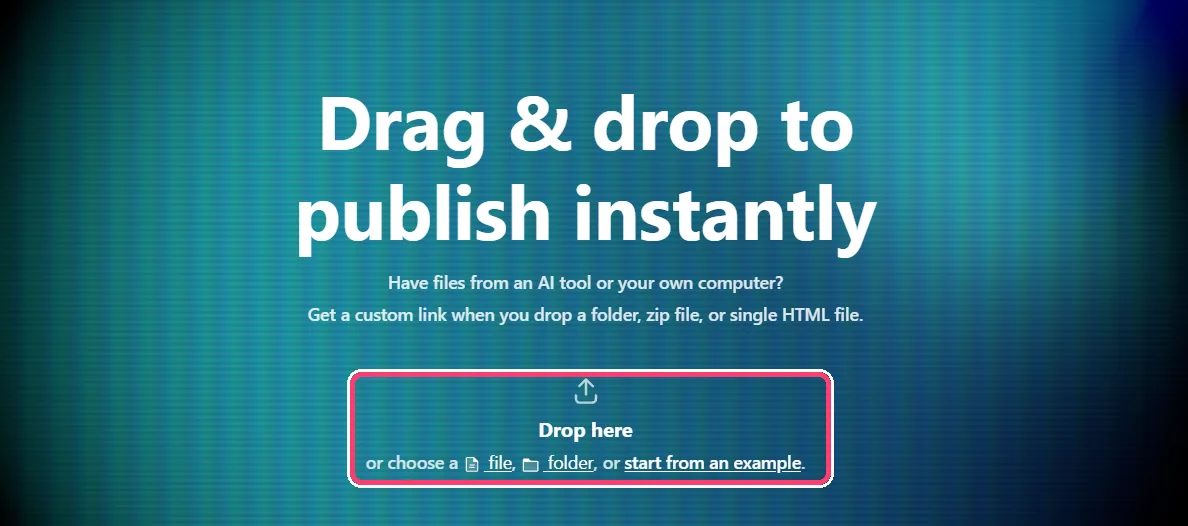 Drag & drop to
publish instantly
Have files from an AI tool or your own computer?
Get a custom link when you drop a folder, zip file, or single HTML file.
Drop here
or choose a file, folder, or start from an example.